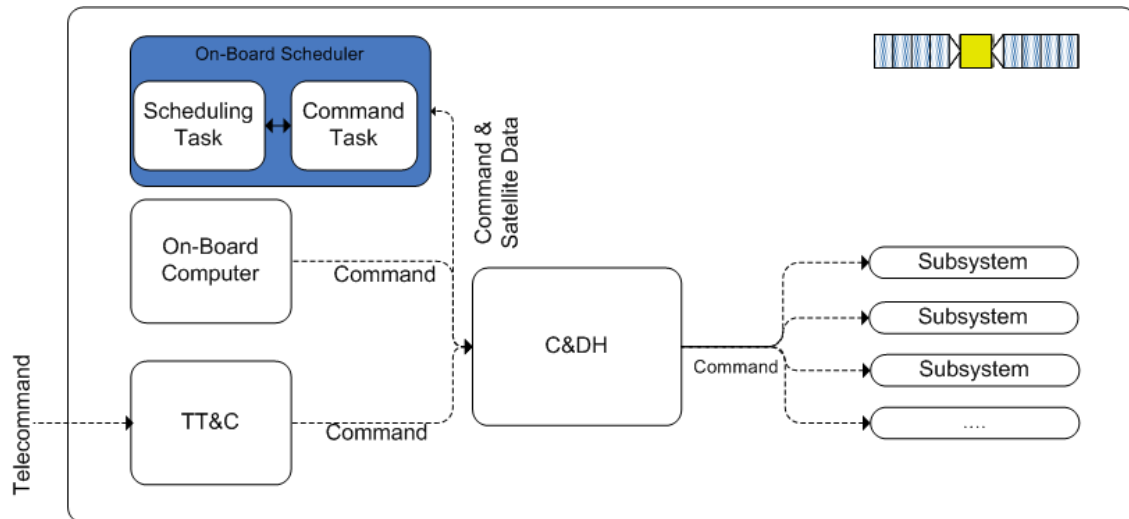 On-Board Scheduler
Scheduling
Task
Command
Task
Command &
Satellite Data
On-Board
Computer
Command
Subsystem
Subsystem
C&DH
Command
Subsystem
....
Telecommand
TT&C
Command